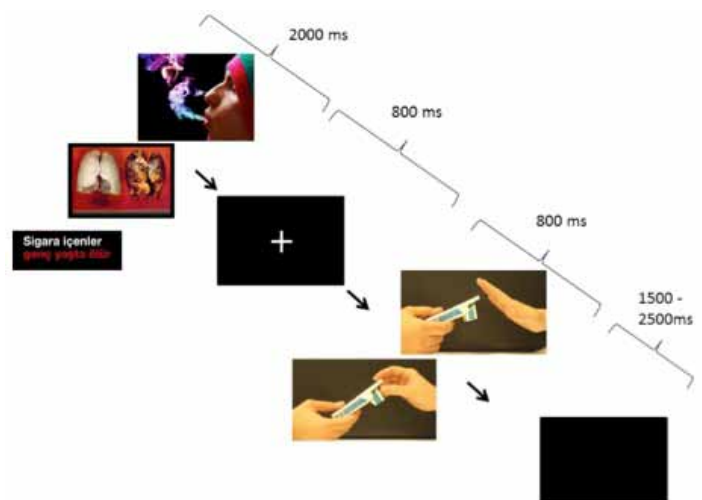 2000 ms
800 ms
800 ms
1500 -
2500ms
Sigara içenler
genç yaşta ölür